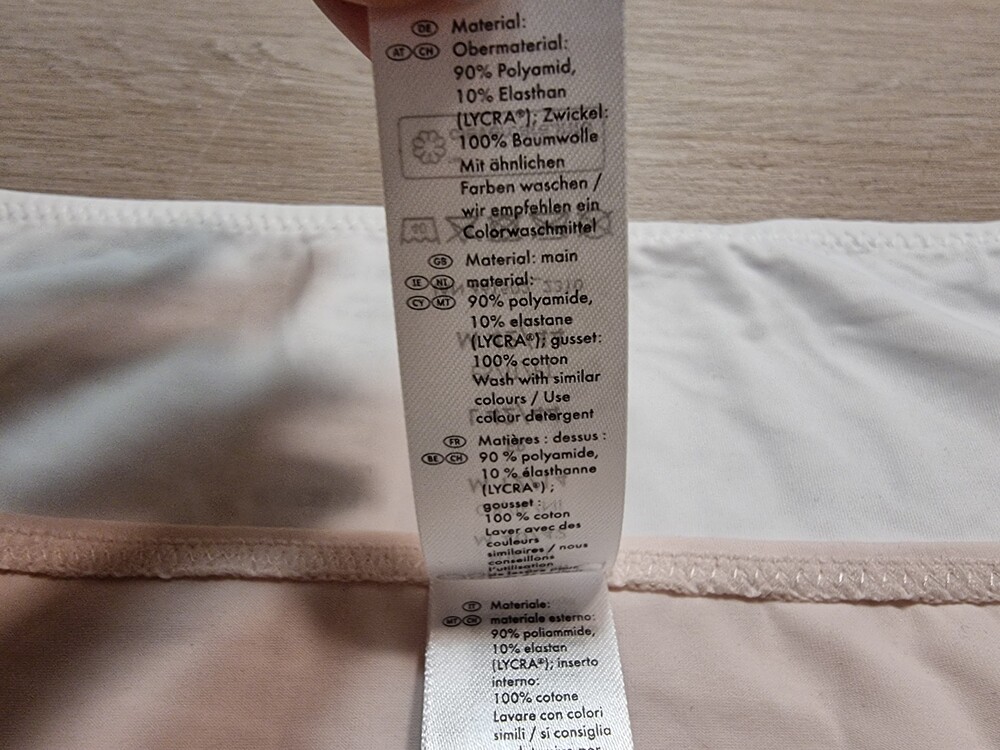 DE Material:
AT CH Obermaterial:
90% Polyamid,
10% Elasthan
(LYCRA®); Zwickel:
100% Baumwolle
Mit ähnlichen
Farben waschen /
wir empfehlen ein
Colorwaschmittel
GB Material: main
IE NI material:
CY MT 90% polyamide,
10% elastane
(LYCRA®); gusset:
100% cotton
Wash with similar
colours / Use
colour detergent
FR Matières : dessus :
BE CH 90 % polyamide,
10 % élasthanne
(LYCRA®) ;
gousset :
100 % coton
Laver avec des
couleurs
similaires / nous
conseillons
l'utilisation
IT Materiale:
MT CH materiale esterno:
90% poliammide,
10% elastan
(LYCRA®); inserto
interno:
100% cotone
Lavare con colori
simili / si consiglia